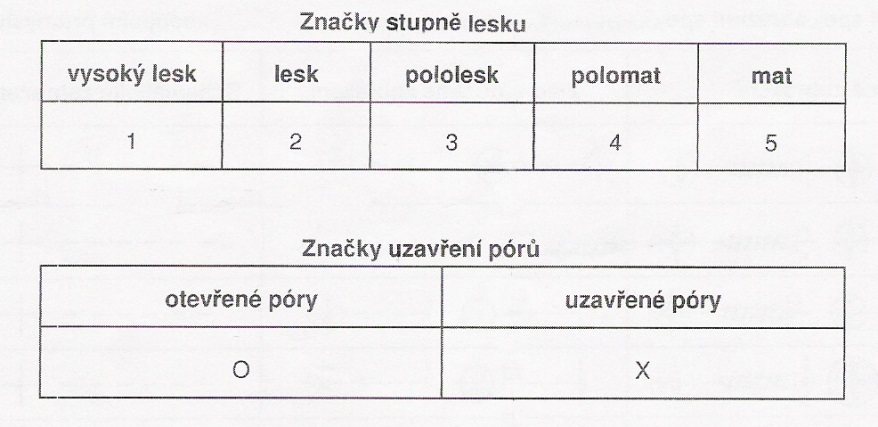 Značky stupně lesku
vysoký lesk lesk pololesk polomat mat
1 2 3 4 5
Značky uzavření pórů
otevřené póry uzavřené póry
O X